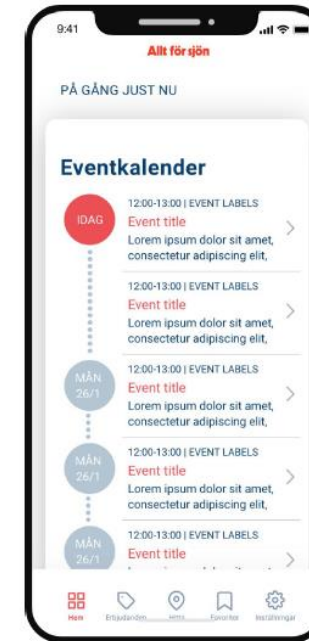 9:41
Allt för sjön
PÅ GÅNG JUST NU
Eventkalender
IDAG
12:00-13:00 | EVENT LABELS
Event title
Lorem ipsum dolor sit amet,
consectetur adipiscing elit,
12:00-13:00 | EVENT LABELS
Event title
Lorem ipsum dolor sit amet,
consectetur adipiscing elit,
MÅN
26/1
12:00-13:00 | EVENT LABELS
Event title
Lorem ipsum dolor sit amet,
consectetur adipiscing elit,
MÅN
26/1
12:00-13:00 | EVENT LABELS
Event title
Lorem ipsum dolor sit amet,
consectetur adipiscing elit,
MÅN
26/1
12:00-13:00 | EVENT LABELS
Event title
Hem
Erbjudanden
Favoriter
Inställningar